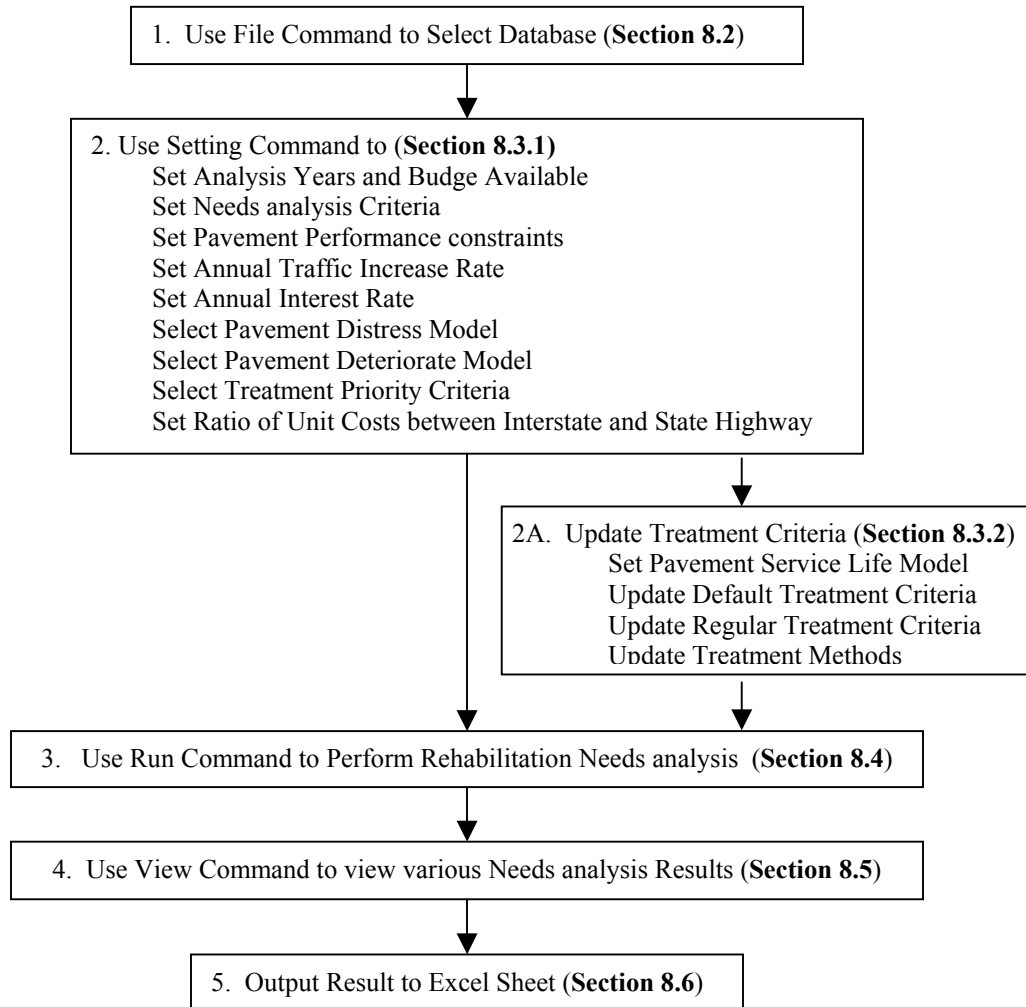 1. Use File Command to Select Database (Section 8.2)
2. Use Setting Command to (Section 8.3.1)
Set Analysis Years and Budge Available
Set Needs analysis Criteria
Set Pavement Performance constraints
Set Annual Traffic Increase Rate
Set Annual Interest Rate
Select Pavement Distress Model
Select Pavement Deteriorate Model
Select Treatment Priority Criteria
Set Ratio of Unit Costs between Interstate and State Highway
2A. Update Treatment Criteria (Section 8.3.2)
Set Pavement Service Life Model
Update Default Treatment Criteria
Update Regular Treatment Criteria
Update Treatment Methods
3. Use Run Command to Perform Rehabilitation Needs analysis (Section 8.4)
4. Use View Command to view various Needs analysis Results (Section 8.5)
5. Output Result to Excel Sheet (Section 8.6)